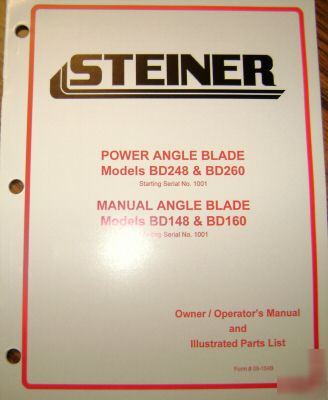 STEINER
POWER ANGLE BLADE
Models BD248 & BD260
Starting Serial No. 1001
MANUAL ANGLE BLADE
Models BD148 & BD160
Serial No. 1001
Owner / Operator's Manual
and
Illustrated Parts List
Form #